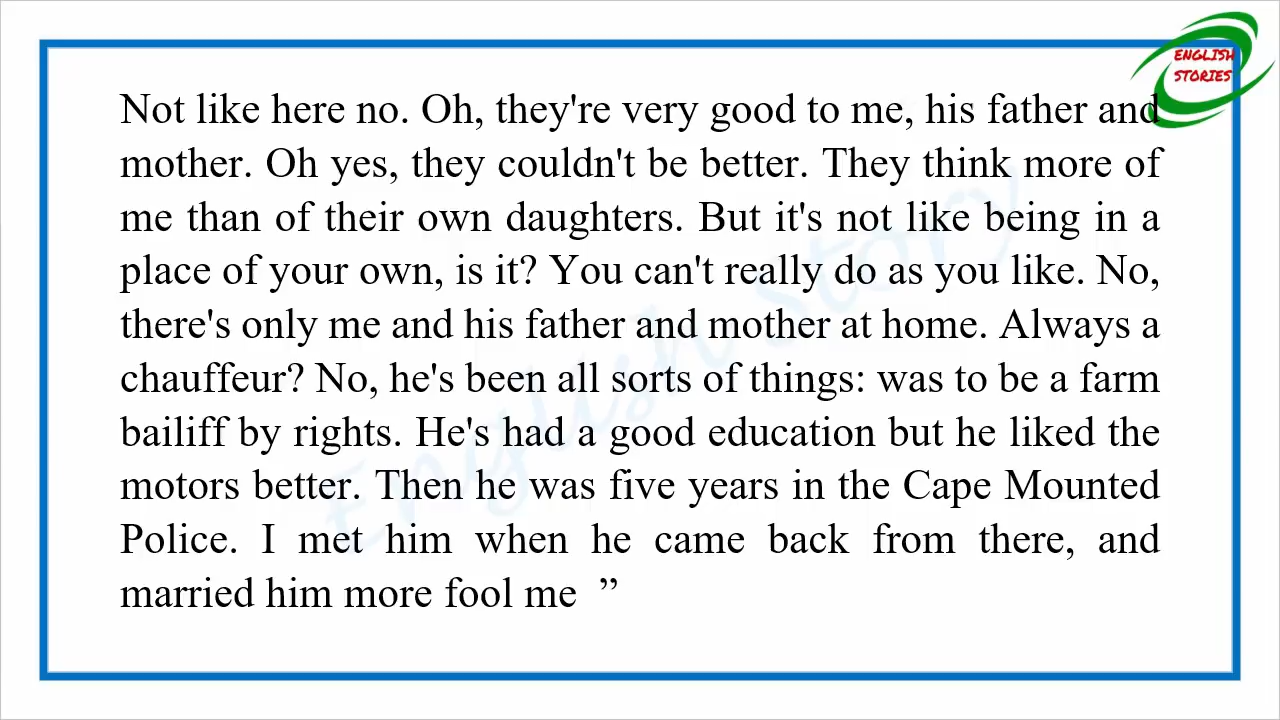 ENGLISH
STORIES
Not like here no. Oh, they're very good to me, his father and
mother. Oh yes, they couldn't be better. They think more of
me than of their own daughters. But it's not like being in a
place of your own, is it? You can't really do as you like. No,
there's only me and his father and mother at home. Always a
chauffeur? No, he's been all sorts of things: was to be a farm
bailiff by rights. He's had a good education but he liked the
motors better. Then he was five years in the Cape Mounted
Police. I met him when he came back from there, and
married him more fool me  ”
English Story